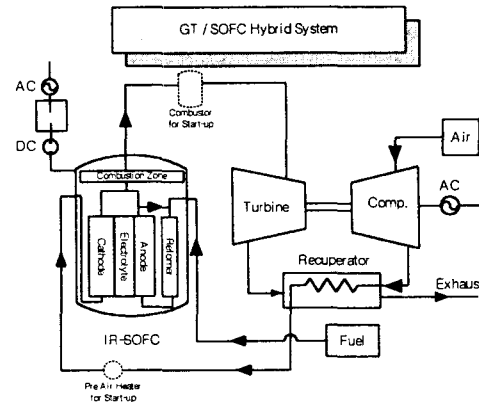 GT / SOFC Hybrid System
AC
DC
Combustor
for Start-up
Air
AC
Combustion Zone
Turbine
Comp.
Cathode
Electrolyte
Anode
Reformer
Recuperator
Exhaus
IR-SOFC
Fuel
Pre Air Heater
for Start-up